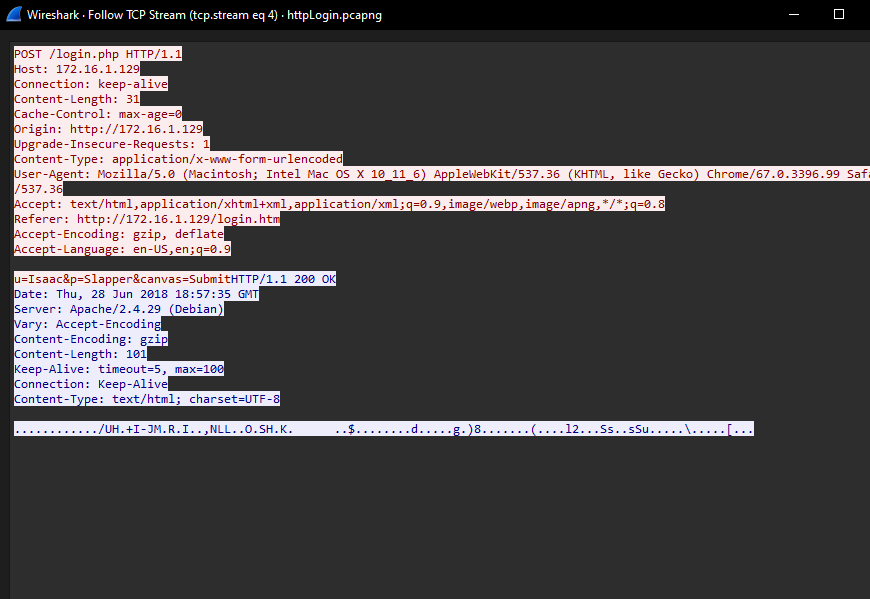 Wireshark · Follow TCP Stream (tcp.stream eq 4) · httpLogin.pcapng
POST /login.php HTTP/1.1
Host: 172.16.1.129
Connection: keep-alive
Content-Length: 31
Cache-Control: max-age=0
Origin: http://172.16.1.129
Upgrade-Insecure-Requests: 1
Content-Type: application/x-www-form-urlencoded
User-Agent: Mozilla/5.0 (Macintosh; Intel Mac OS X 10_11_6) AppleWebKit/537.36 (KHTML, like Gecko) Chrome/67.0.3396.99 Safa
/537.36
Accept: text/html,application/xhtml+xml,application/xml;q=0.9,image/webp,image/apng,*/*;q=0.8
Referer: http://172.16.1.129/login.htm
Accept-Encoding: gzip, deflate
Accept-Language: en-US,en;q=0.9
u=Isaac&p=Slapper&canvas=SubmitHTTP/1.1 200 OK
Date: Thu, 28 Jun 2018 18:57:35 GMT
Server: Apache/2.4.29 (Debian)
Vary: Accept-Encoding
Content-Encoding: gzip
Content-Length: 101
Keep-Alive: timeout=5, max=100
Connection: Keep-Alive
Content-Type: text/html; charset=UTF-8
............/UH.+I-JM.R.I..,NLL..O.SH.K.      ..$........d.....g.)8.......(....l2...Ss..sSu.....\.....[...